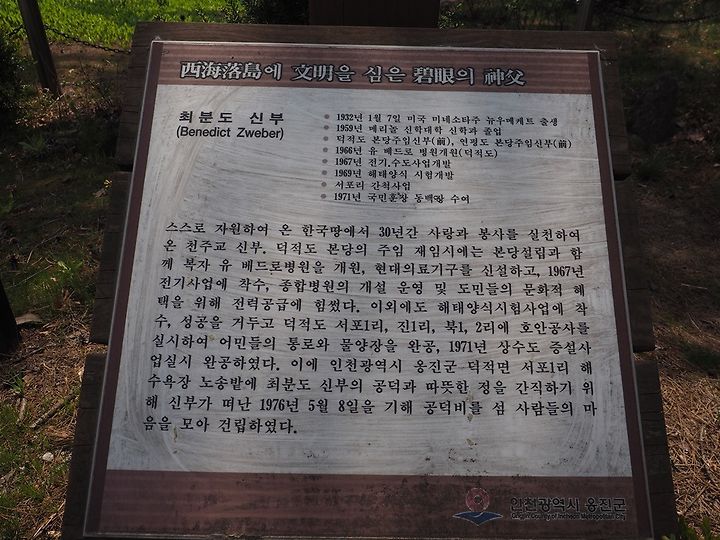 西海落島에 文明을 심은 碧眼의 神父
최분도 신부
(Benedict Zweber)
1932년 1월 7일 미국 미네소타주 뉴우메케트 출생
1959년 메리놀 신학대학 신학과 졸업
덕적도 본당주임신부(前), 연평도 본당주임신부(前)
1966년 유 베드로 병원개원(덕적도)
1967년 전기,수도사업개발
1969년 해태양식 시험개발
서포리 간척사업
1971년 국민훈장 동백장 수여
스스로 자원하여 온 한국땅에서 30년간 사랑과 봉사를 실천하여
온 천주교 신부. 덕적도 본당의 주임 재임시에는 본당설립과 함
께 복자 유 베드로병원을 개원, 현대의료기구를 신설하고, 1967년
전기사업에 착수, 종합병원의 개설 운영 및 도민들의 문화적 혜
택을 위해 전력공급에 힘썼다. 이외에도 해태양식시험사업에 착
수, 성공을 거두고 덕적도 서포1리, 진1리, 북1, 2리에 호안공사를
실시하여 어민들의 통로와 물양장을 완공, 1971년 상수도 증설사
업실시 완공하였다. 이에 인천광역시 옹진군 덕적면 서포1리 해
수욕장 노송밭에 최분도 신부의 공덕과 따뜻한 정을 간직하기 위
해 신부가 떠난 1976년 5월 8일을 기해 공덕비를 섬 사람들의 마
음을 모아 건립하였다.
인천광역시 옹진군
Ongjin County of Incheon Metropolitan City